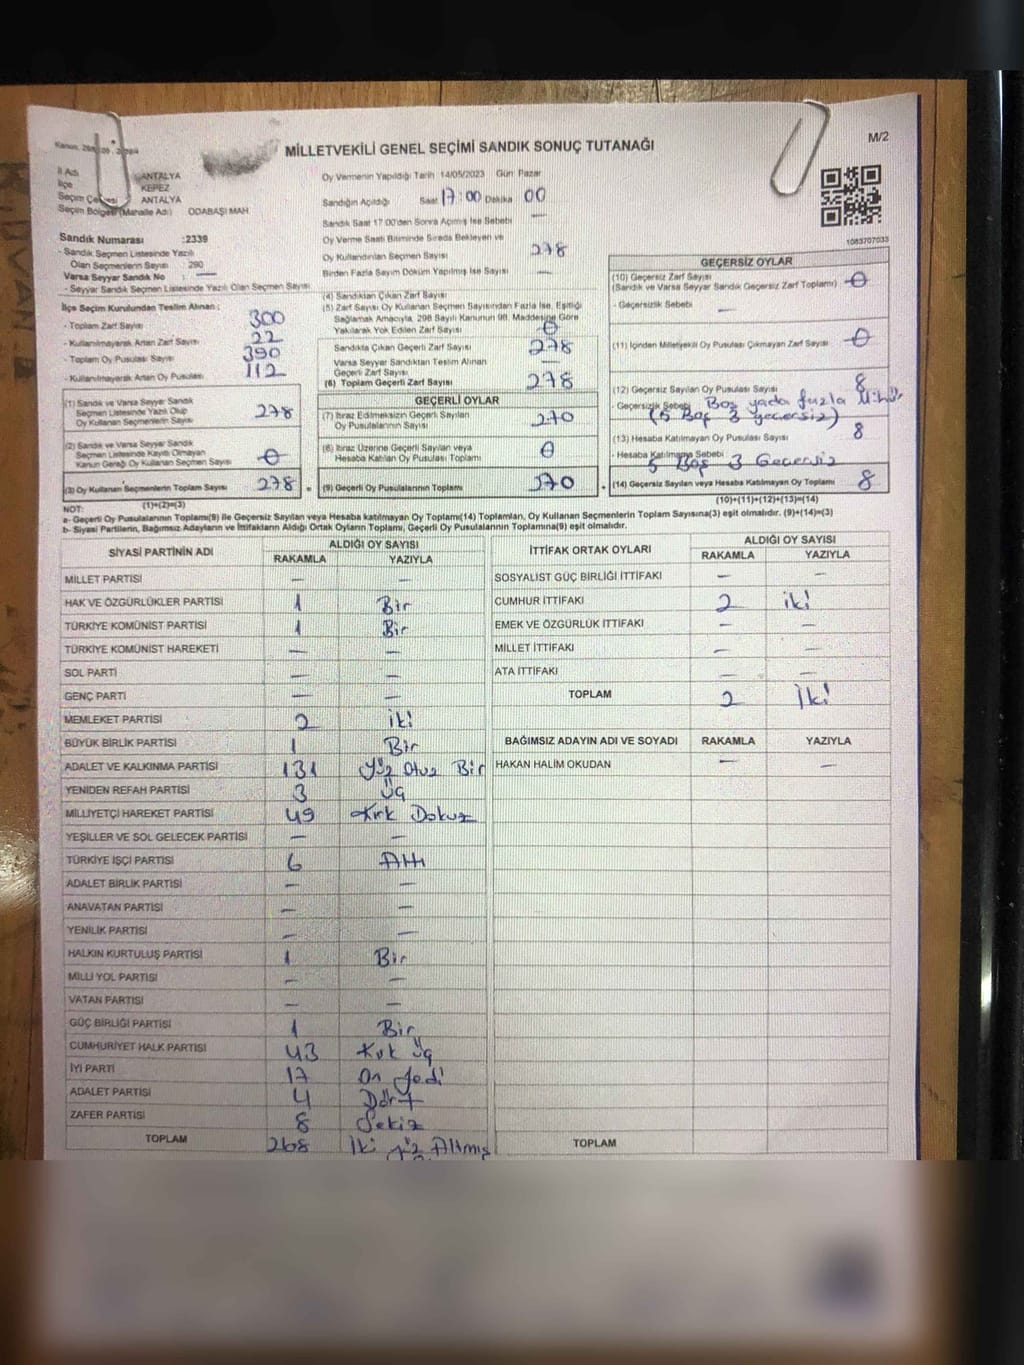 MİLLETVEKİLİ GENEL SEÇİMİ SANDIK SONUÇ TUTANAĞI
M/2
İl Adı ANTALYA
İlçe KEPEZ
Seçim Çevresi ANTALYA
Seçim Bölgesi (Mahalle Adı) ODABAŞI MAH
Oy Vermenin Yapıldığı Tarih 14/05/2023 Gün Pazar
Sandığın Açıldığı Saat 17:00 Dakika 00
Sandık Saat 17.00'den Sonra Açılmış İse Sebebi —
Sandık Numarası :2339
- Sandık Seçmen Listesinde Yazılı
Olan Seçmenlerin Sayısı : 290
Varsa Seyyar Sandık No : —
- Seyyar Sandık Seçmen Listesinde Yazılı Olan Seçmen Sayısı
Oy Verme Saati Bitiminde Sırada Bekleyen ve
Oy Kullandırılan Seçmen Sayısı 278
Birden Fazla Sayım Döküm Yapılmış İse Sayısı —
1083707033
İlçe Seçim Kurulundan Teslim Alınan ;
- Toplam Zarf Sayısı 300
- Kullanılmayarak Artan Zarf Sayısı 22
- Toplam Oy Pusulası Sayısı 390
- Kullanılmayarak Artan Oy Pusulası 112
(1) Sandık ve Varsa Seyyar Sandık
Seçmen Listesinde Yazılı Olup
Oy Kullanan Seçmen Sayısı 278
(2) Sandık ve Varsa Seyyar Sandık
Seçmen Listesinde Kayıtlı Olmayan
Kanun Gereği Oy Kullanan Seçmen Sayısı 0
(3) Oy Kullanan Seçmenlerin Toplam Sayısı 278 =
(4) Sandıktan Çıkan Zarf Sayısı
(5) Zarf Sayısı Oy Kullanan Seçmen Sayısından Fazla İse, Eşitliği
Sağlamak Amacıyla, 298 Sayılı Kanunun 98. Maddesine Göre
Yakılarak Yok Edilen Zarf Sayısı 0
Sandıkta Çıkan Geçerli Zarf Sayısı 278
Varsa Seyyar Sandıktan Teslim Alınan
Geçerli Zarf Sayısı —
(6) Toplam Geçerli Zarf Sayısı 278
GEÇERLİ OYLAR
(7) İtiraz Edilmeksizin Geçerli Sayılan
Oy Pusulasının Sayısı 270
(8) İtiraz Üzerine Geçerli Sayılan veya
Hesaba Katılan Oy Pusulası Toplamı 0
(9) Geçerli Oy Pusulalarının Toplamı 270 +
GEÇERSİZ OYLAR
(10) Geçersiz Zarf Sayısı
(Sandık ve Varsa Seyyar Sandık Geçersiz Zarf Toplamı) 0
- Geçersizlik Sebebi —
(11) İçinden Milletvekili Oy Pusulası Çıkmayan Zarf Sayısı 0
(12) Geçersiz Sayılan Oy Pusulası Sayısı 8
- Geçersizlik Sebebi Boş yada fazla
(5 Boş 3 geçersiz)
(13) Hesaba Katılmayan Oy Pusulası Sayısı 8
- Hesaba Katılmama Sebebi 5 Boş 3 Geçersiz
(14) Geçersiz Sayılan veya Hesaba Katılmayan Oy Toplamı 8
NOT: (1)+(2)=(3) (10)+(11)+(12)+(13)=(14)
a- Geçerli Oy Pusulalarının Toplamı(9) ile Geçersiz Sayılan veya Hesaba katılmayan Oy Toplamı(14) Toplamları, Oy Kullanan Seçmenlerin Toplam Sayısına(3) eşit olmalıdır. (9)+(14)=(3)
b- Siyasi Partilerin, Bağımsız Adayların ve İttifakların Aldığı Ortak Oyların Toplamı, Geçerli Oy Pusulalarının Toplamına(9) eşit olmalıdır.
SİYASİ PARTİNİN ADI ALDIĞI OY SAYISI
RAKAMLA YAZIYLA
MİLLET PARTİSİ — —
HAK VE ÖZGÜRLÜKLER PARTİSİ 1 Bir
TÜRKİYE KOMÜNİST PARTİSİ 1 Bir
TÜRKİYE KOMÜNİST HAREKETİ — —
SOL PARTİ — —
GENÇ PARTİ — —
MEMLEKET PARTİSİ 2 iki
BÜYÜK BİRLİK PARTİSİ 1 Bir
ADALET VE KALKINMA PARTİSİ 131 Yüz Otuz Bir
YENİDEN REFAH PARTİSİ 3 Üç
MİLLİYETÇİ HAREKET PARTİSİ 49 Kırk Dokuz
YEŞİLLER VE SOL GELECEK PARTİSİ — —
TÜRKİYE İŞÇİ PARTİSİ 6 Altı
ADALET BİRLİK PARTİSİ — —
ANAVATAN PARTİSİ — —
YENİLİK PARTİSİ — —
HALKIN KURTULUŞ PARTİSİ 1 Bir
MİLLİ YOL PARTİSİ — —
VATAN PARTİSİ — —
GÜÇ BİRLİĞİ PARTİSİ 1 Bir
CUMHURİYET HALK PARTİSİ 43 Kırk Üç
İYİ PARTİ 17 On Yedi
ADALET PARTİSİ 4 Dört
ZAFER PARTİSİ 8 Sekiz
TOPLAM 268 İki yüz Altmış
İTTİFAK ORTAK OYLARI ALDIĞI OY SAYISI
RAKAMLA YAZIYLA
SOSYALİST GÜÇ BİRLİĞİ İTTİFAKI — —
CUMHUR İTTİFAKI 2 iki
EMEK VE ÖZGÜRLÜK İTTİFAKI — —
MİLLET İTTİFAKI — —
ATA İTTİFAKI — —
TOPLAM 2 İki
BAĞIMSIZ ADAYIN ADI VE SOYADI RAKAMLA YAZIYLA
HAKAN HALİM OKUDAN — —
TOPLAM